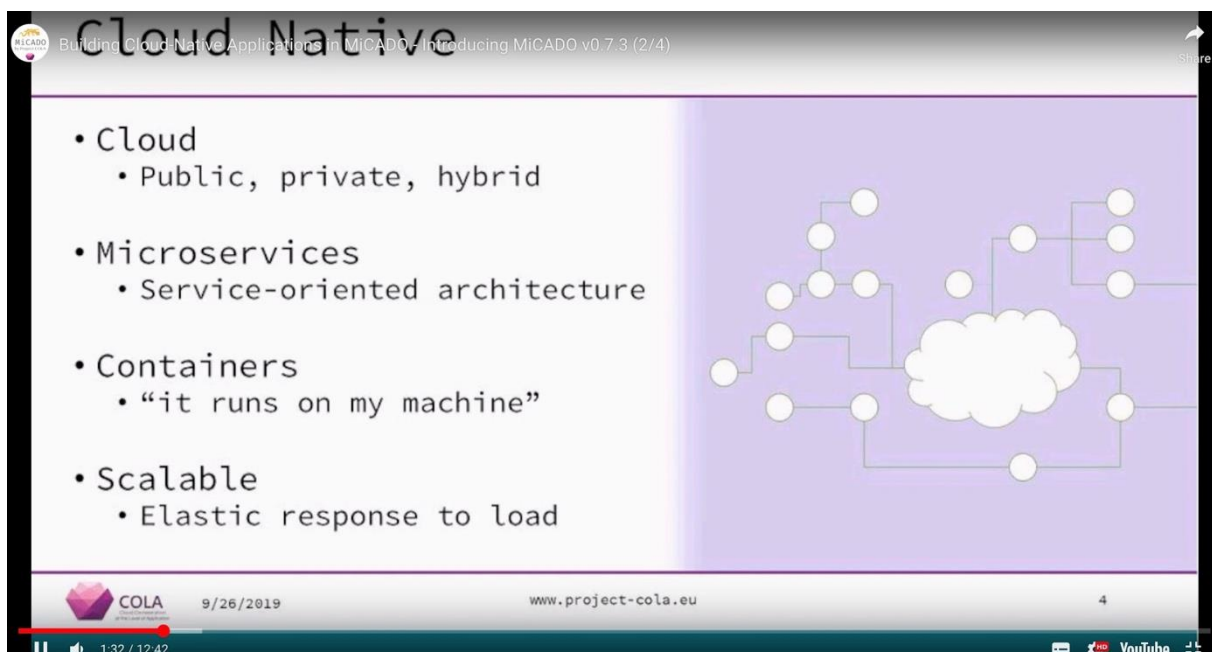 Cloud Native
Building Cloud-Native Applications in MiCADO - Introducing MiCADO v0.7.3 (2/4)
MiCADO
Share
• Cloud
• Public, private, hybrid
• Microservices
• Service-oriented architecture
• Containers
• “it runs on my machine”
• Scalable
• Elastic response to load
COLA
9/26/2019
www.project-cola.eu
4
1:32 / 12:42
HD
YouTube